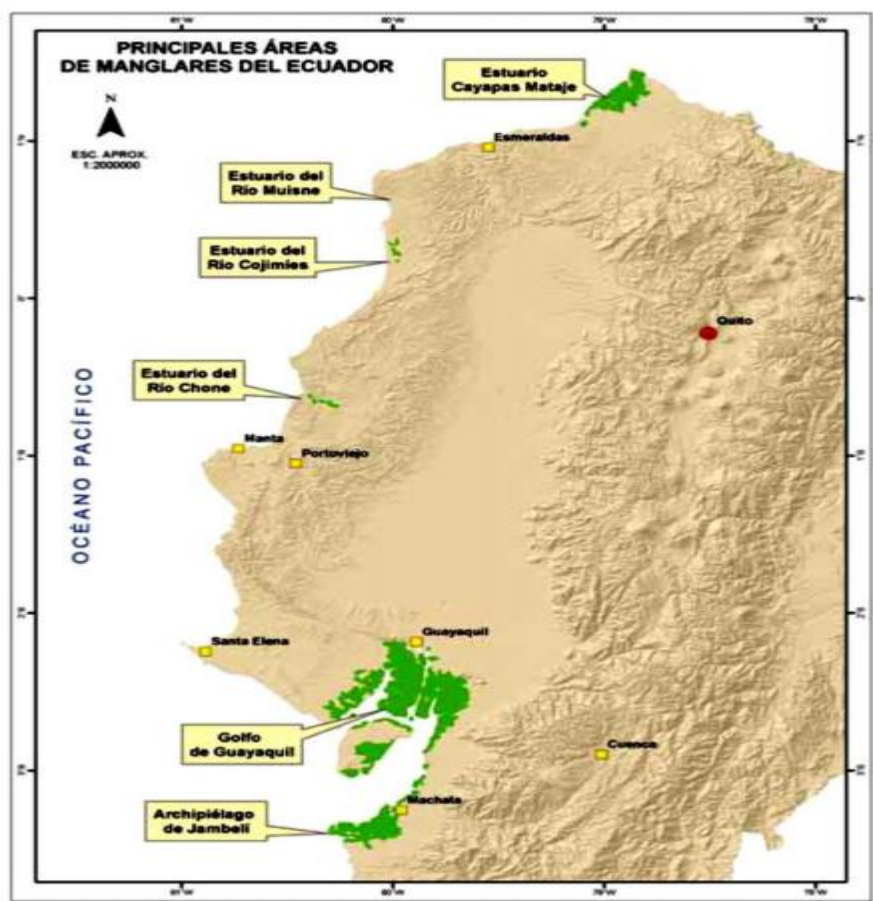 PRINCIPALES ÁREAS
DE MANGLARES DEL ECUADOR
N
ESC. APROX.
1:2000000
Estuario
Cayapas Mataje
Esmeraldas
Estuario del
Río Muisne
Estuario del
Río Cojimíes
Quito
Estuario del
Río Chone
Manta
Portoviejo
OCÉANO PACÍFICO
Guayaquil
Santa Elena
Golfo
de Guayaquil
Cuenca
Machala
Archipiélago
de Jambelí